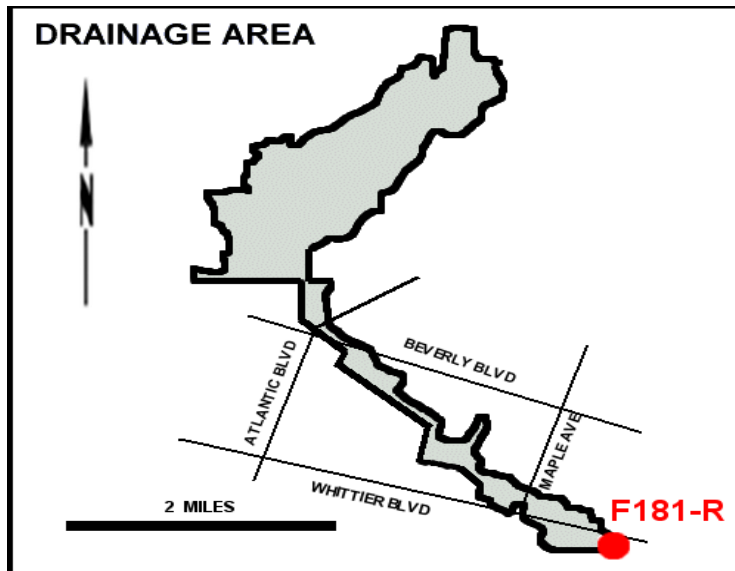 DRAINAGE AREA
N
BEVERLY BLVD
ATLANTIC BLVD
MAPLE AVE
WHITTIER BLVD
2 MILES
F181-R